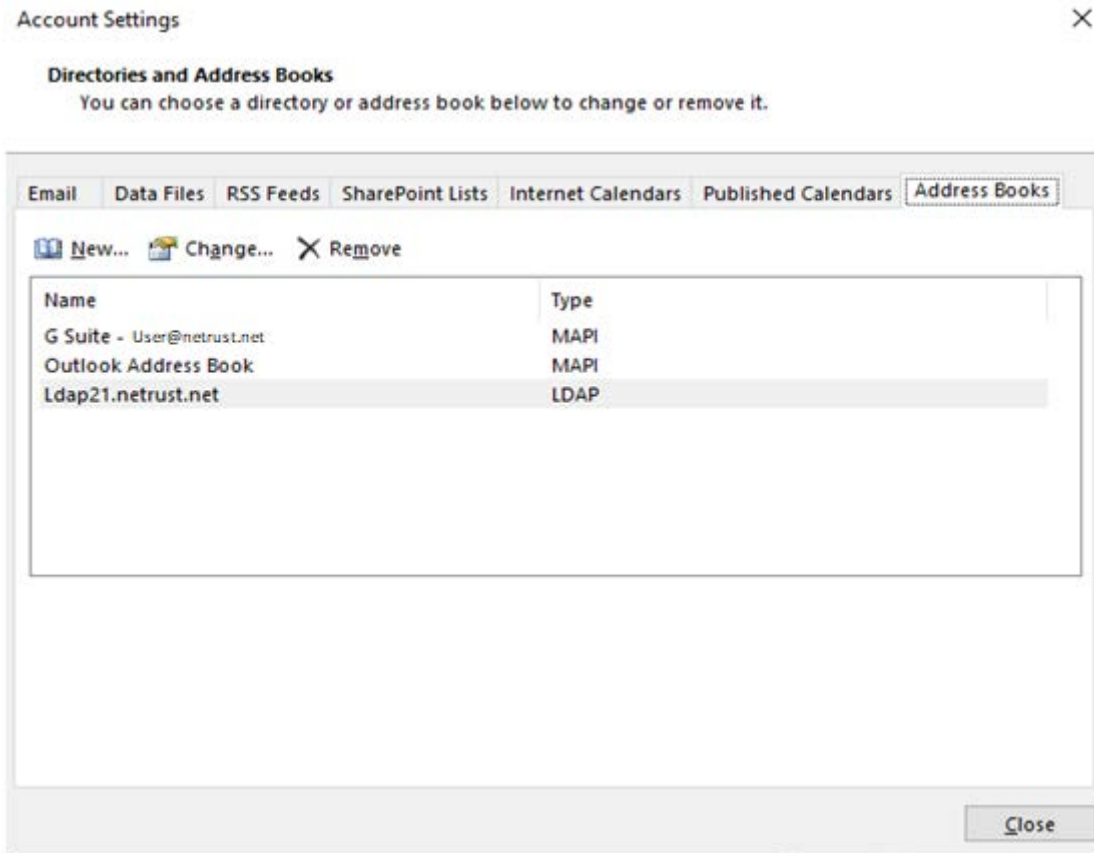 Account Settings
Directories and Address Books
You can choose a directory or address book below to change or remove it.
Email Data Files RSS Feeds SharePoint Lists Internet Calendars Published Calendars Address Books
New... Change... Remove
Name Type
G Suite - User@netrust.net MAPI
Outlook Address Book MAPI
Ldap21.netrust.net LDAP
Close